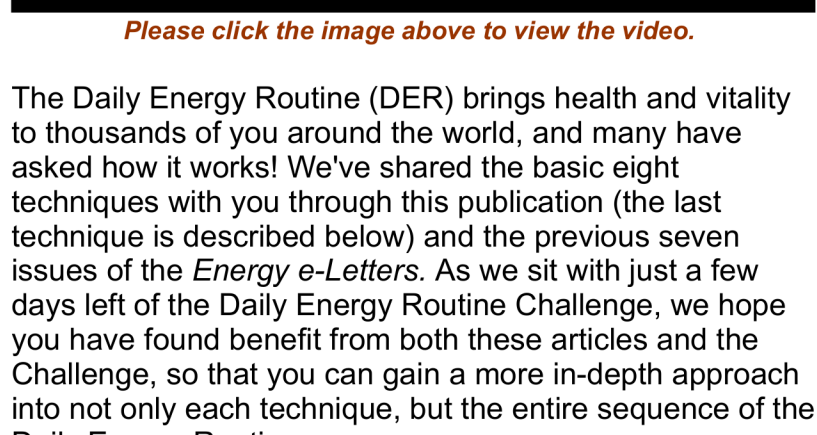 Please click the image above to view the video.
The Daily Energy Routine (DER) brings health and vitality
to thousands of you around the world, and many have
asked how it works! We've shared the basic eight
techniques with you through this publication (the last
technique is described below) and the previous seven
issues of the Energy e-Letters. As we sit with just a few
days left of the Daily Energy Routine Challenge, we hope
you have found benefit from both these articles and the
Challenge, so that you can gain a more in-depth approach
into not only each technique, but the entire sequence of the
Daily Energy Routine